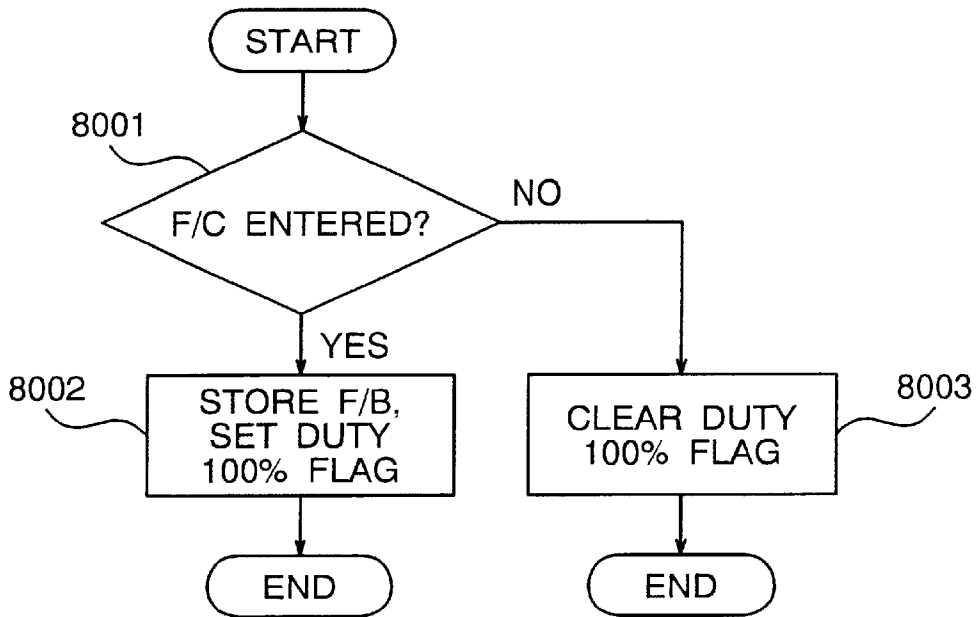 START
8001
F/C ENTERED?
NO
YES
8002
STORE F/B,
SET DUTY
100% FLAG
8003
CLEAR DUTY
100% FLAG
END
END